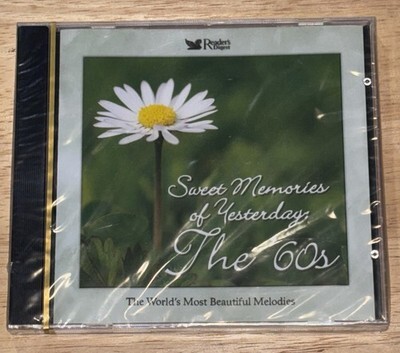 Reader's
Digest
Sweet Memories
of Yesterday:
The 60s
The World's Most Beautiful Melodies